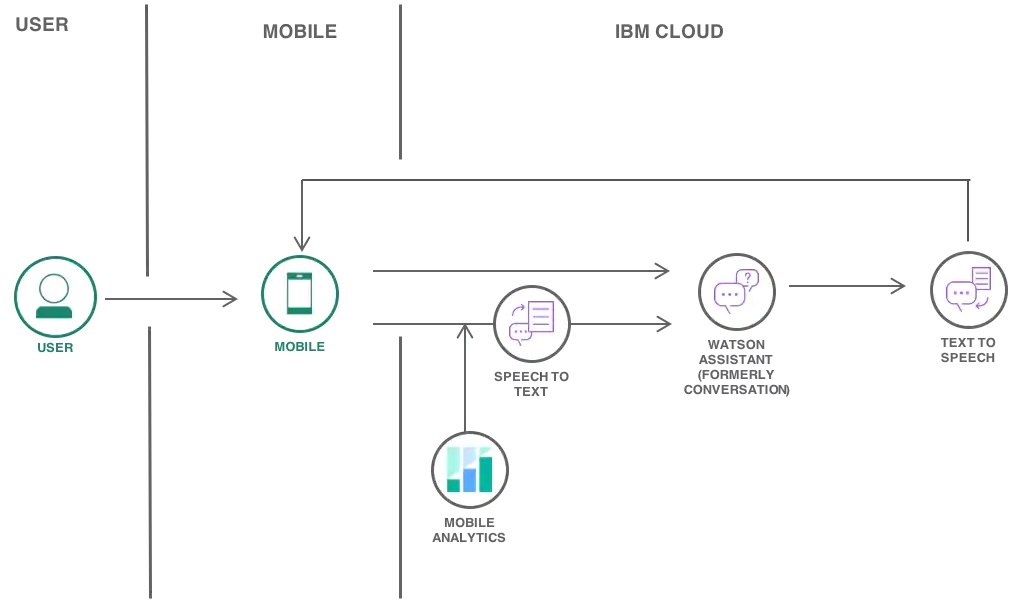 USER
MOBILE
IBM CLOUD
USER
MOBILE
SPEECH TO
TEXT
WATSON
ASSISTANT
(FORMERLY
CONVERSATION)
TEXT TO
SPEECH
MOBILE
ANALYTICS